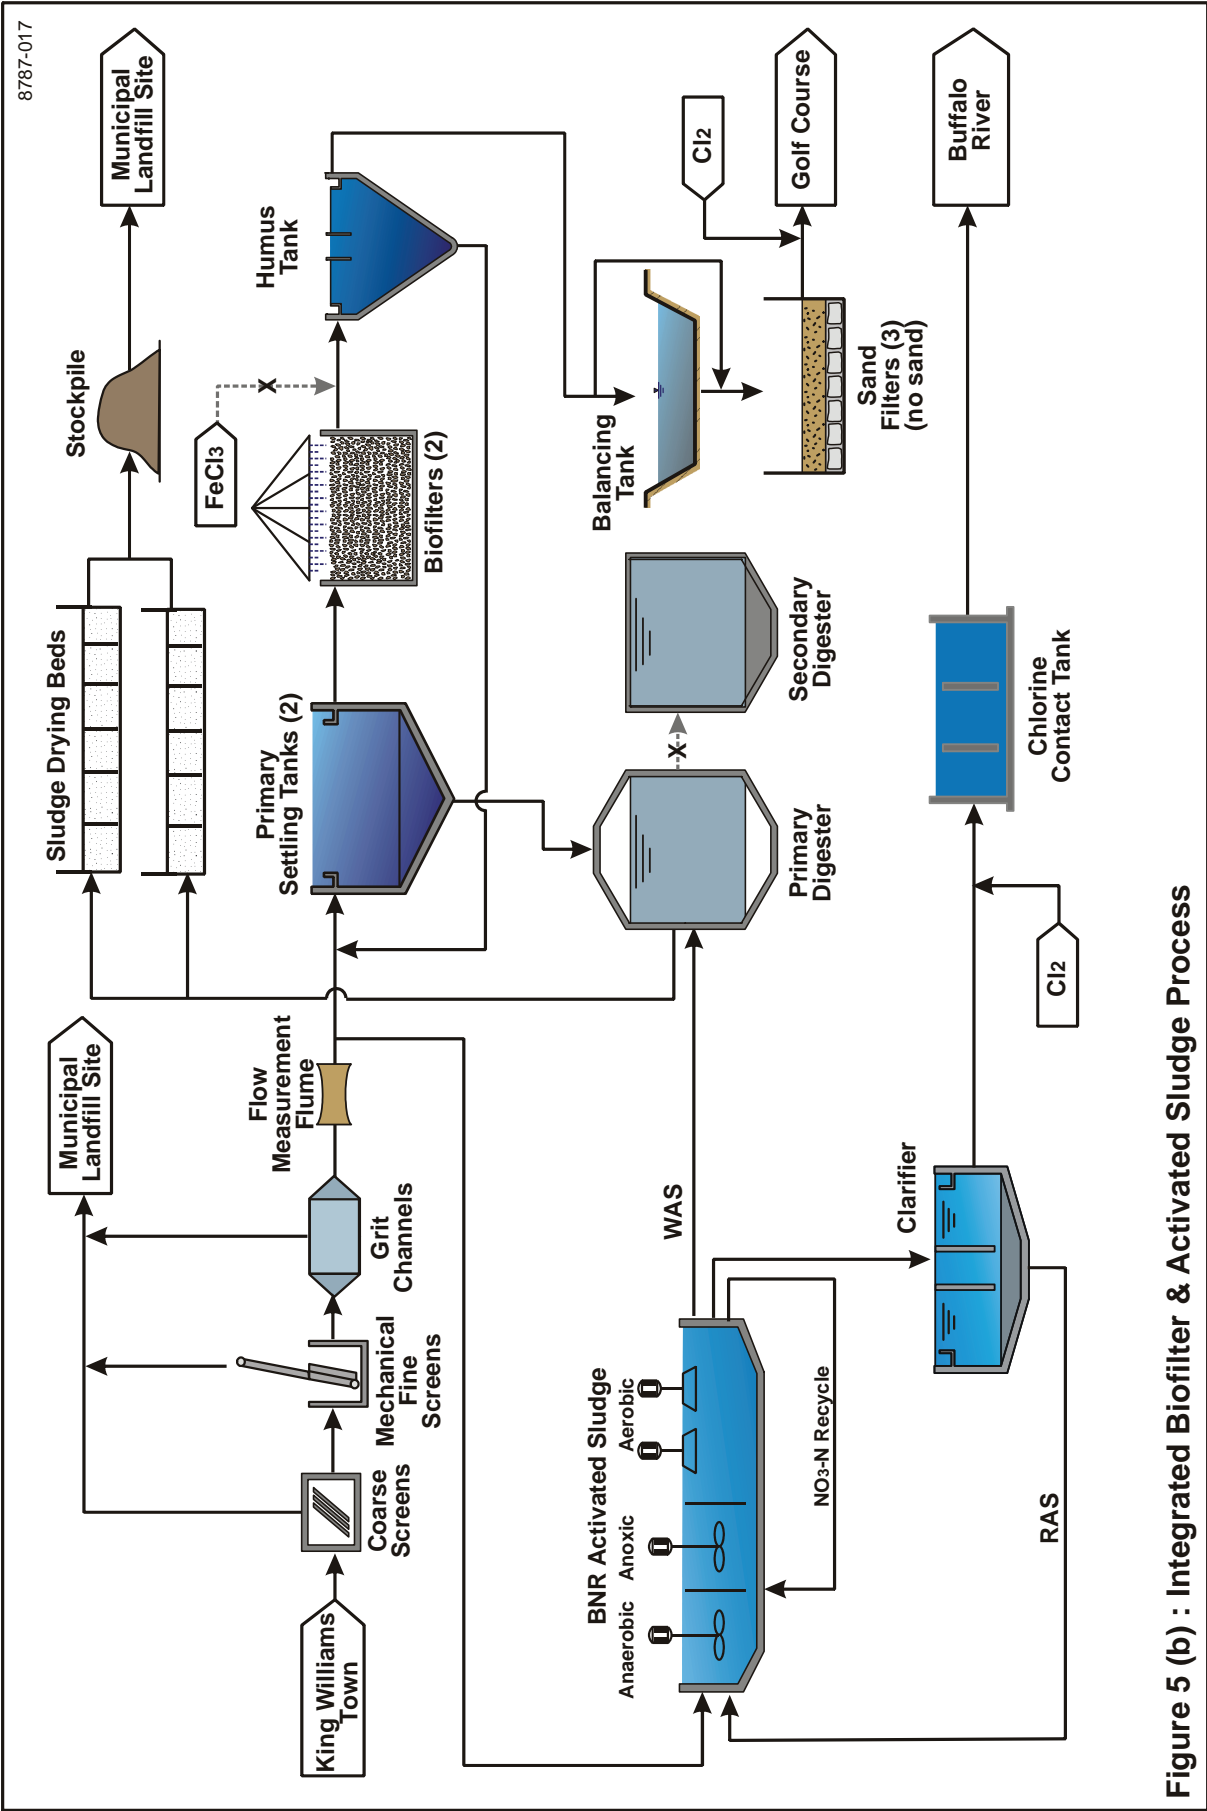 8787-017
Municipal
Landfill Site
Stockpile
Sludge Drying Beds
Municipal
Landfill Site
King Williams
Town
Coarse
Screens
Mechanical
Fine
Screens
Grit
Channels
Flow
Measurement
Flume
Primary
Settling Tanks (2)
Biofilters (2)
FeCl3
X
Humus
Tank
Balancing
Tank
Sand
Filters (3)
(no sand)
Cl2
Golf Course
Primary
Digester
X
Secondary
Digester
WAS
BNR Activated Sludge
Anaerobic
Anoxic
Aerobic
NO3-N Recycle
RAS
Clarifier
Cl2
Chlorine
Contact Tank
Buffalo
River
Figure 5 (b) : Integrated Biofilter & Activated Sludge Process